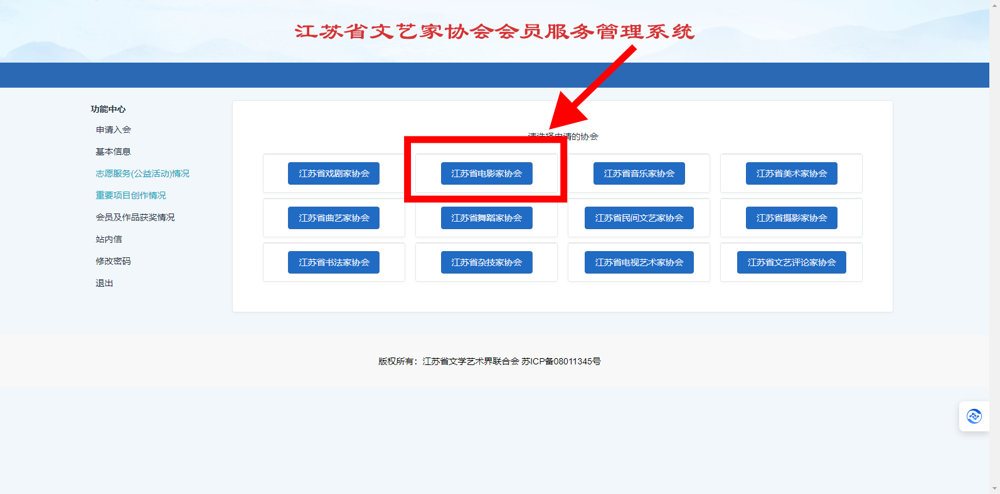 江苏省文艺家协会会员服务管理系统
功能中心
申请入会
基本信息
志愿服务(公益活动)情况
重要项目创作情况
会员及作品获奖情况
站内信
修改密码
退出
请选择申请的协会
江苏省戏剧家协会 江苏省电影家协会 江苏省音乐家协会 江苏省美术家协会
江苏省曲艺家协会 江苏省舞蹈家协会 江苏省民间文艺家协会 江苏省摄影家协会
江苏省书法家协会 江苏省杂技家协会 江苏省电视艺术家协会 江苏省文艺评论家协会
版权所有：江苏省文学艺术界联合会 苏ICP备08011345号